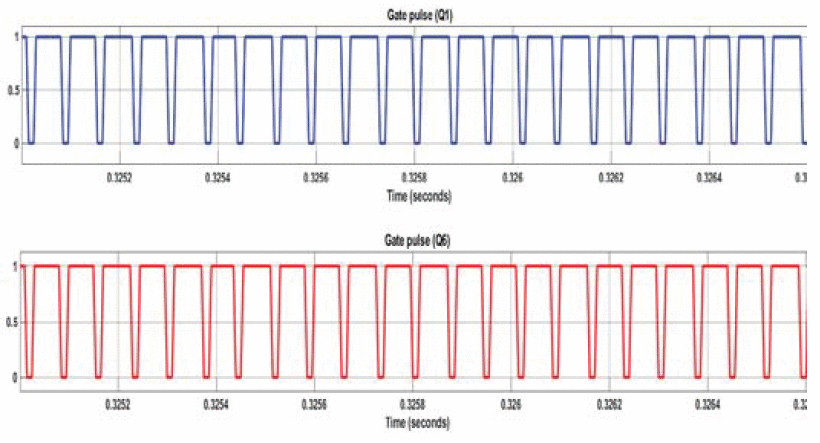 Gate pulse (Q1)
1
0.5
0
0.3252 0.3254 0.3256 0.3258 0.326 0.3262 0.3264 0.3
Time (seconds)
Gate pulse (Q6)
1
0.5
0
0.3252 0.3254 0.3256 0.3258 0.326 0.3262 0.3264
Time (seconds)